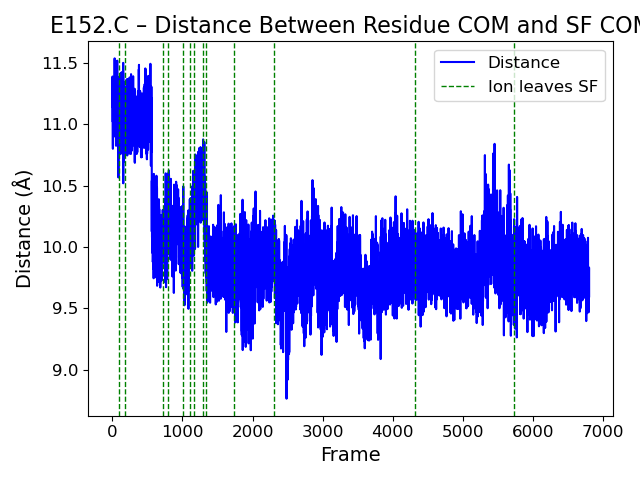 E152.C – Distance Between Residue COM and SF COM
Distance
Ion leaves SF
Distance (Å)
11.5
11.0
10.5
10.0
9.5
9.0
0 1000 2000 3000 4000 5000 6000 7000
Frame